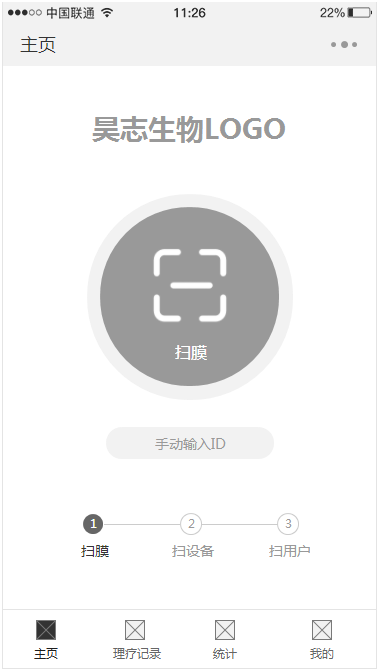 中国联通 11:26 22%
主页
昊志生物LOGO
扫膜
手动输入ID
1 2 3
扫膜 扫设备 扫用户
主页 理疗记录 统计 我的